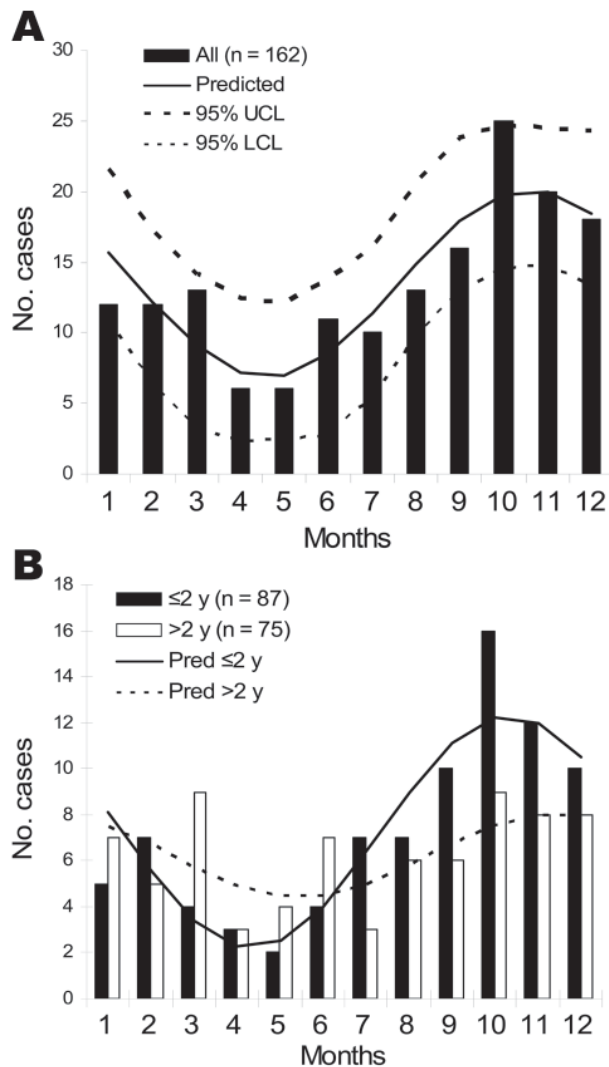 A
All (n = 162)
Predicted
95% UCL
95% LCL
30
25
20
15
10
5
0
No. cases
1 2 3 4 5 6 7 8 9 10 11 12
Months
B
≤2 y (n = 87)
>2 y (n = 75)
Pred ≤2 y
Pred >2 y
18
16
14
12
10
8
6
4
2
0
No. cases
1 2 3 4 5 6 7 8 9 10 11 12
Months